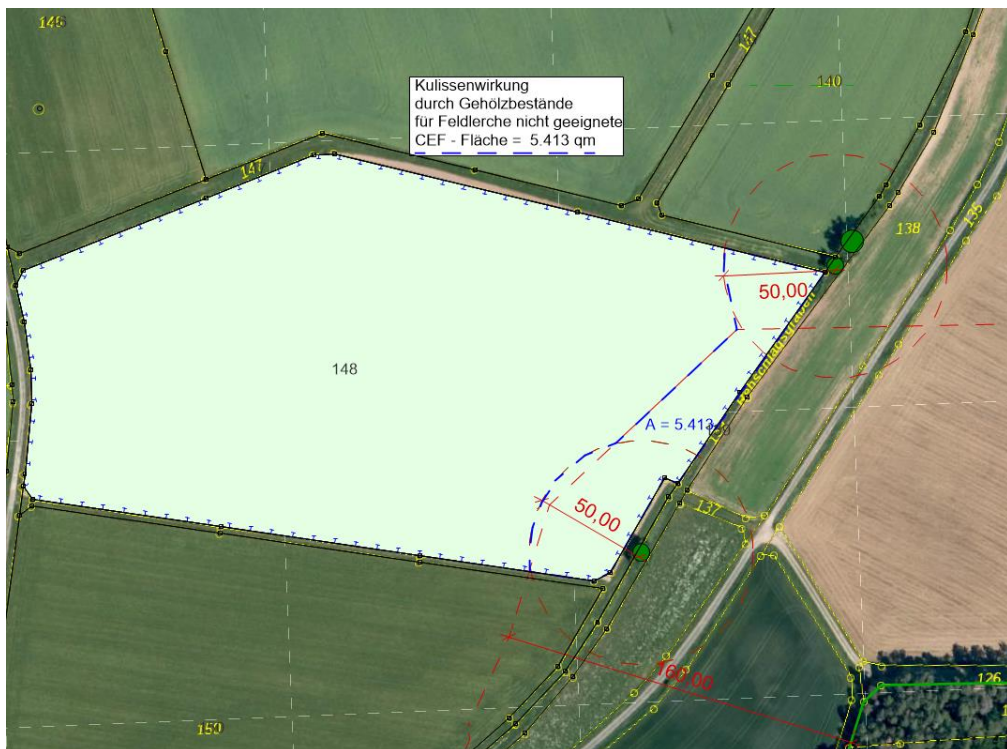 146
147
140
Kulissenwirkung
durch Gehölzbestände
für Feldlerche nicht geeignete
CEF - Fläche = 5.413 qm
147
138
135
50,00
148
A = 5.413
50,00
137
160,00
126
150